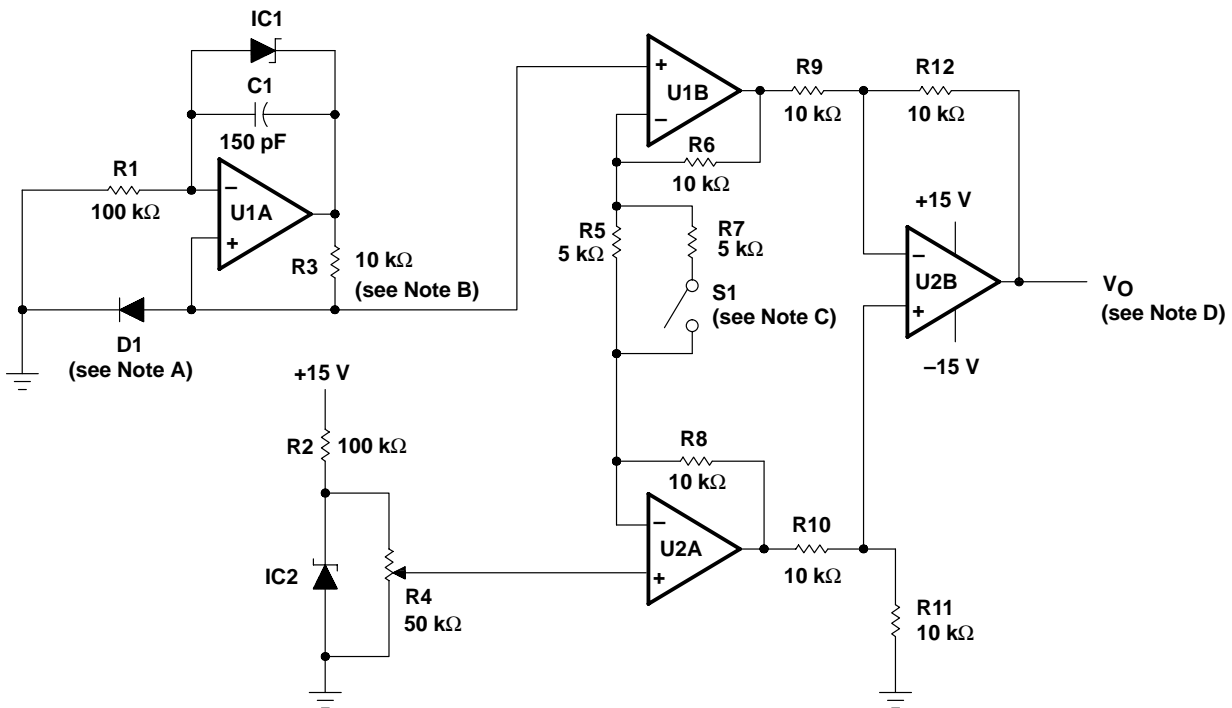 IC1
C1
150 pF
R1
100 kΩ
−
U1A
+
R3
10 kΩ
(see Note B)
D1
(see Note A)
+15 V
R2
100 kΩ
IC2
R4
50 kΩ
+
U1B
−
R6
10 kΩ
R5
5 kΩ
R7
5 kΩ
S1
(see Note C)
R8
10 kΩ
−
U2A
+
R9
10 kΩ
R12
10 kΩ
+15 V
−
U2B
+
–15 V
VO
(see Note D)
R10
10 kΩ
R11
10 kΩ